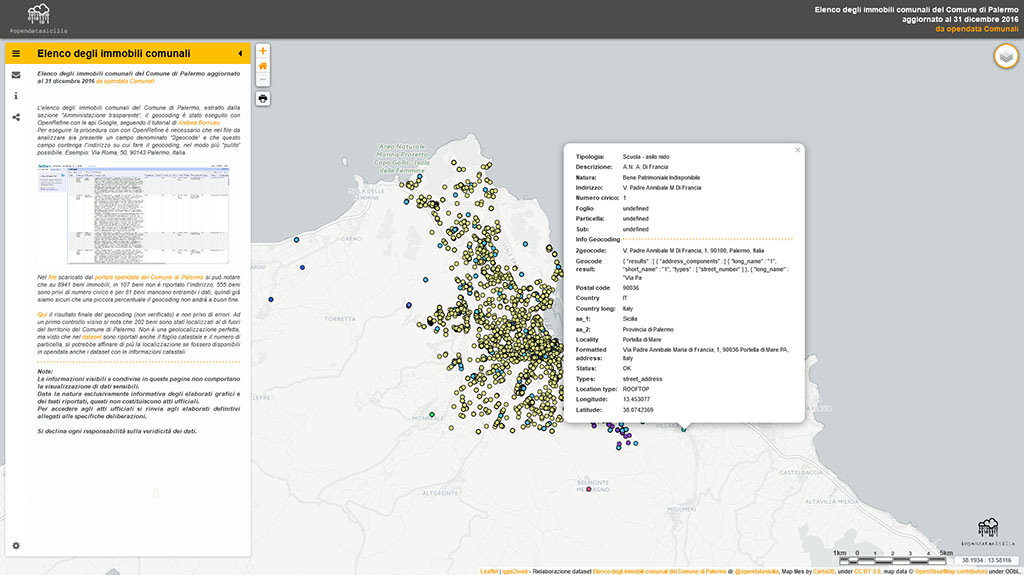 #opendatasicilia
Elenco degli immobili comunali del Comune di Palermo
aggiornato al 31 dicembre 2016
da opendata Comunali
Elenco degli immobili comunali
Elenco degli immobili comunali del Comune di Palermo aggiornato
al 31 dicembre 2016 da opendata Comunali
L'elenco degli immobili comunali del Comune di Palermo, estratto dalla
sezione "Amministrazione trasparente", il geocoding è stato eseguito con
OpenRefine con le api Google, seguendo il tutorial di Andrea Borruso.
Per eseguire la procedura con con OpenRefine è necessario che nel file da
analizzare sia presente un campo denominato "2geocode" e che questo
campo contenga l'indirizzo su cui fare il geocoding, nel modo più "pulito"
possibile. Esempio: Via Roma, 50, 90143 Palermo, Italia.
Nel file scaricato dal portale opendata del Comune di Palermo si può notare
che su 8941 beni immobili, in 107 beni non è riportato l'indirizzo, 555 beni
sono privi di numero civico e per 81 beni mancano entrambi i dati, quindi già
siamo sicuri che una piccola percentuale il geocoding non andrà a buon fine.
Qui il risultato finale del geocoding (non verificato) e non privo di errori. Ad
un primo controllo visivo si nota che 202 beni sono stati localizzati al di fuori
del territorio del Comune di Palermo. Non è una geolocalizzazione perfetta,
ma visto che nel dataset sono riportati anche il foglio catastale e il numero di
particella, si potrebbe affinare di più la localizzazione se fossero disponibili
in opendata anche i dataset con le informazioni catastali.
Note:
Le informazioni visibili e condivise in queste pagine non comportano
la visualizzazione di dati sensibili.
Data la natura esclusivamente informativa degli elaborati grafici e
dei testi riportati, questi non costituiscono atti ufficiali.
Per accedere agli atti ufficiali si rinvia agli elaborati definitivi
allegati alle specifiche deliberazioni.
Si declina ogni responsabilità sulla veridicità dei dati.
Area Naturale
Marina Protetta
Capo Gallo - Isola
delle Femmine
ISOLA DELLE
FEMMINE
CAPACI
TORRETTA
MONREALE
ALTOFONTE
BELMONTE
MEZZAGNO
MISILMERI
VILLABATE
CASTELDACCIA
ALTAVILLA MILICIA
×
Tipologia: Scuola - asilo nido
Descrizione: A.N. A. Di Francia
Natura: Bene Patrimoniale Indisponibile
Indirizzo: V. Padre Annibale M Di Francia
Numero civico: 1
Foglio undefined
Particella: undefined
Sub: undefined
Info Geocoding
2geocode: V. Padre Annibale M Di Francia, 1, 90100, Palermo, Italia
Geocode result: { "results" : [ { "address_components" : [ { "long_name" : "1",
"short_name" : "1", "types" : [ "street_number" ] }, { "long_name" :
"Via Pa
Postal code 90036
Country IT
Country long: Italy
aa_1: Sicilia
aa_2: Provincia di Palermo
Locality Portella di Mare
Formatted address: Via Padre Annibale Maria di Francia, 1, 90036 Portella di Mare PA,
Italy
Status: OK
Types: street_address
Location type: ROOFTOP
Longitude: 13.453077
Latitude: 38.0742369
#opendatasicilia
1km 0 1 2 3 4 5km
38.1934 : 13.58116
Leaflet | qgis2web - Rielaborazione dataset Elenco degli immobili comunali del Comune di Palermo di: @opendatasicilia, Map tiles by CartoDB, under CC BY 3.0, map data © OpenStreetMap contributors under ODbL,